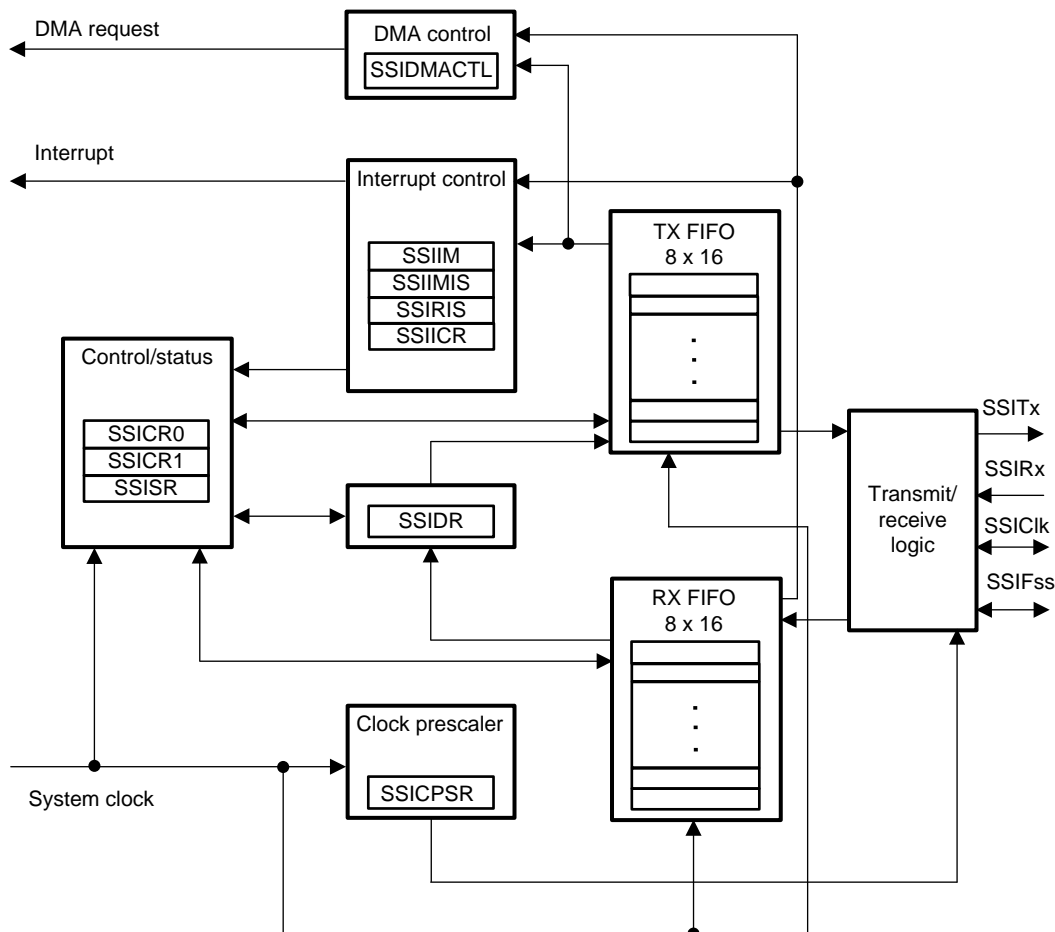 DMA request
DMA control
SSIDMACTL
Interrupt
Interrupt control
SSIIM
SSIIMIS
SSIRIS
SSIICR
TX FIFO
8 x 16
Control/status
SSICR0
SSICR1
SSISR
SSIDR
SSITx
SSIRx
SSIClk
SSIFss
Transmit/
receive
logic
RX FIFO
8 x 16
Clock prescaler
SSICPSR
System clock